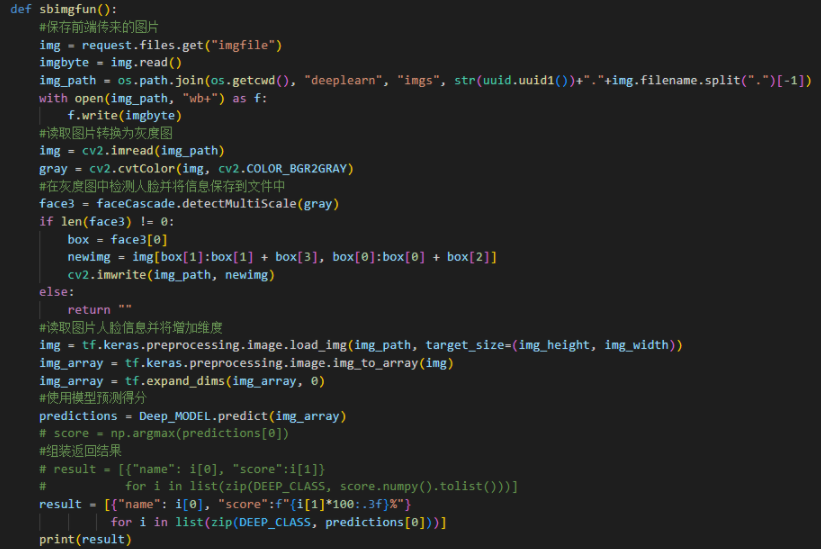 def sbimgfun():
    #保存前端传来的图片
    img = request.files.get("imgfile")
    imgbyte = img.read()
    img_path = os.path.join(os.getcwd(), "deeplearn", "imgs", str(uuid.uuid1())+"."+img.filename.split(".")[-1])
    with open(img_path, "wb+") as f:
        f.write(imgbyte)
    #读取图片转换为灰度图
    img = cv2.imread(img_path)
    gray = cv2.cvtColor(img, cv2.COLOR_BGR2GRAY)
    #在灰度图中检测人脸并将信息保存到文件中
    face3 = faceCascade.detectMultiScale(gray)
    if len(face3) != 0:
        box = face3[0]
        newimg = img[box[1]:box[1] + box[3], box[0]:box[0] + box[2]]
        cv2.imwrite(img_path, newimg)
    else:
        return ""
    #读取图片人脸信息并将增加维度
    img = tf.keras.preprocessing.image.load_img(img_path, target_size=(img_height, img_width))
    img_array = tf.keras.preprocessing.image.img_to_array(img)
    img_array = tf.expand_dims(img_array, 0)
    #使用模型预测得分
    predictions = Deep_MODEL.predict(img_array)
    # score = np.argmax(predictions[0])
    #组装返回结果
    # result = [{"name": i[0], "score":i[1]}
    #           for i in list(zip(DEEP_CLASS, score.numpy().tolist()))]
    result = [{"name": i[0], "score":f"{i[1]*100:.3f}%"}
              for i in list(zip(DEEP_CLASS, predictions[0]))]
    print(result)